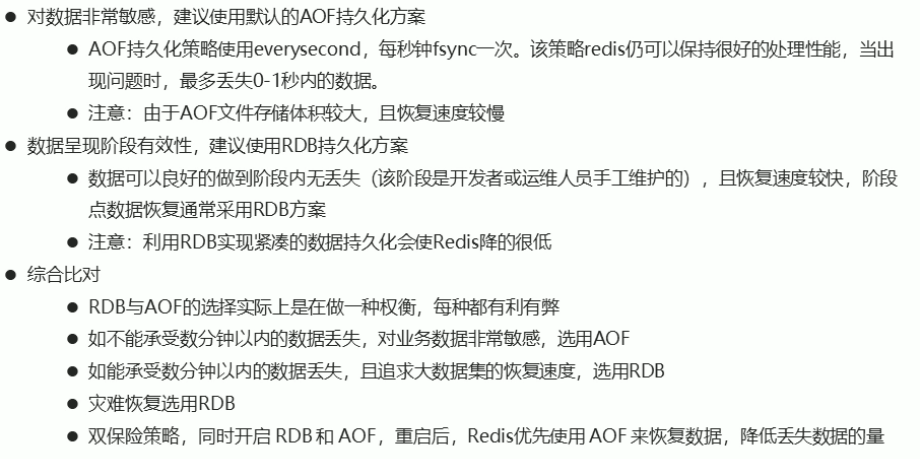 ● 对数据非常敏感，建议使用默认的AOF持久化方案
● AOF持久化策略使用everysecond，每秒钟fsync一次。该策略redis仍可以保持很好的处理性能，当出
现问题时，最多丢失0-1秒内的数据。
● 注意：由于AOF文件存储体积较大，且恢复速度较慢
● 数据呈现阶段有效性，建议使用RDB持久化方案
● 数据可以良好的做到阶段内无丢失（该阶段是开发者或运维人员手工维护的），且恢复速度较快，阶段
点数据恢复通常采用RDB方案
● 注意：利用RDB实现紧凑的数据持久化会使Redis降的很低
● 综合比对
● RDB与AOF的选择实际上是在做一种权衡，每种都有利有弊
● 如不能承受数分钟以内的数据丢失，对业务数据非常敏感，选用AOF
● 如能承受数分钟以内的数据丢失，且追求大数据集的恢复速度，选用RDB
● 灾难恢复选用RDB
● 双保险策略，同时开启 RDB 和 AOF，重启后，Redis优先使用 AOF 来恢复数据，降低丢失数据的量